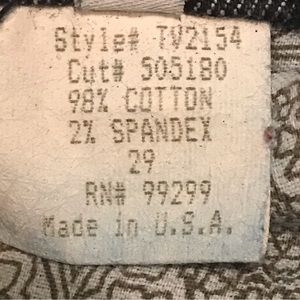 Style# TV2154
Cut# 505180
98% COTTON
2% SPANDEX
29
RN# 99299
Made in U.S.A.